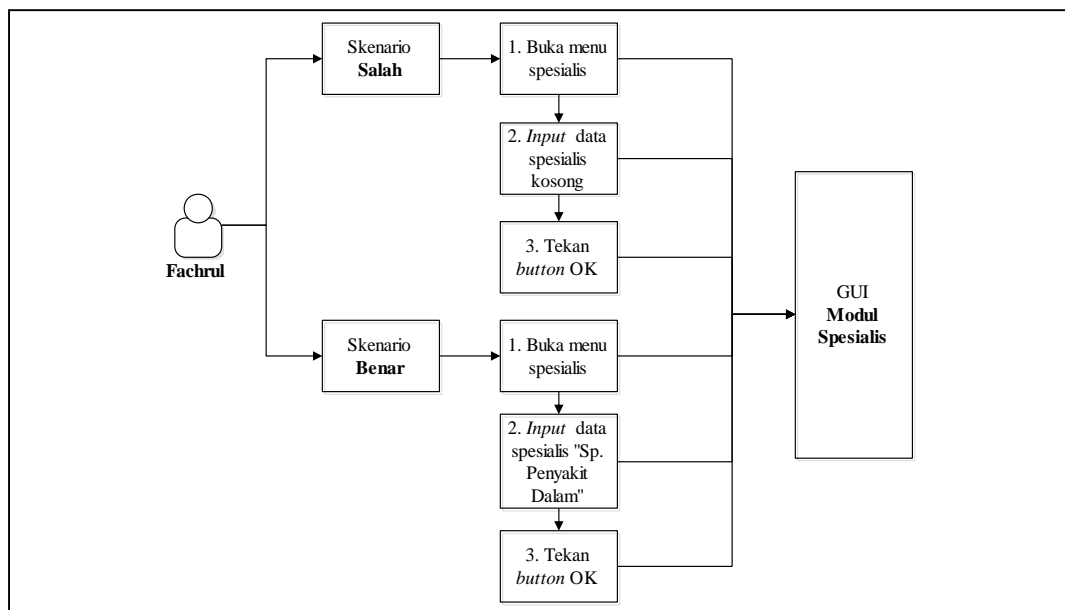 Skenario
Salah
1. Buka menu
spesialis
2. Input data
spesialis
kosong
3. Tekan
button OK
Fachrul
Skenario
Benar
1. Buka menu
spesialis
2. Input data
spesialis "Sp.
Penyakit
Dalam"
3. Tekan
button OK
GUI
Modul
Spesialis